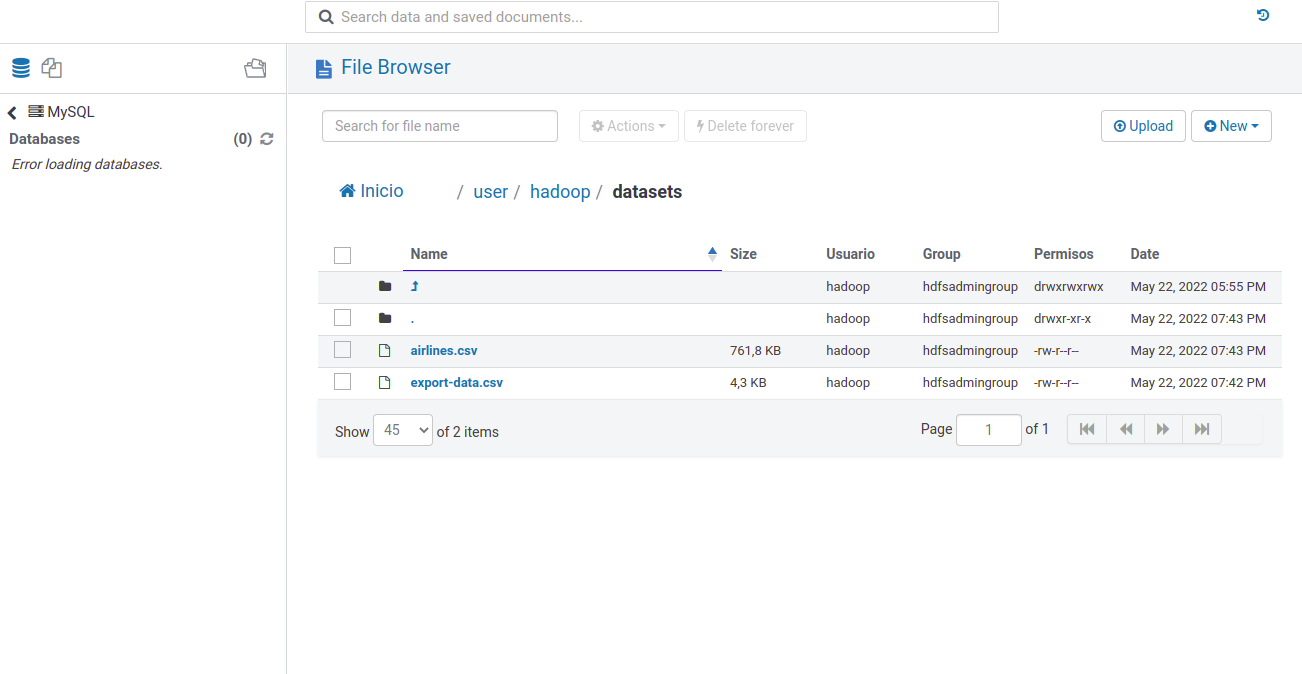 Search data and saved documents...
File Browser
MySQL
Databases (0)
Error loading databases.
Search for file name Actions Delete forever Upload New
Inicio / user / hadoop / datasets
Name Size Usuario Group Permisos Date
hadoop hdfsadmingroup drwxrwxrwx May 22, 2022 05:55 PM
. hadoop hdfsadmingroup drwxr-xr-x May 22, 2022 07:43 PM
airlines.csv 761,8 KB hadoop hdfsadmingroup -rw-r--r-- May 22, 2022 07:43 PM
export-data.csv 4,3 KB hadoop hdfsadmingroup -rw-r--r-- May 22, 2022 07:42 PM
Show 45 of 2 items Page 1 of 1